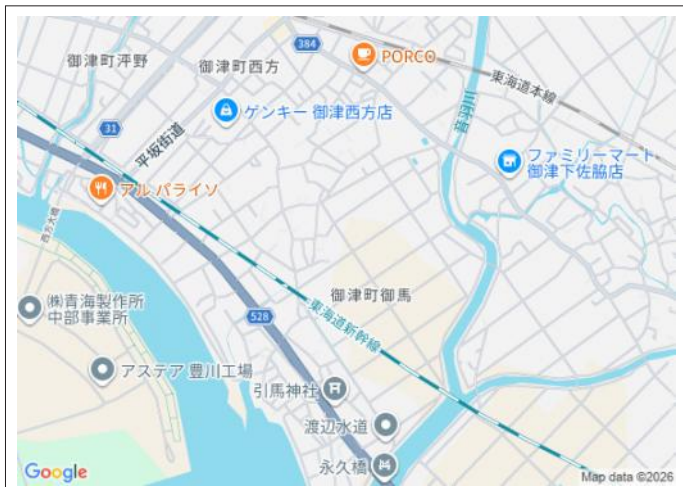 384
PORCO
御津町泙野
御津町西方
東海道本線
ゲンキー 御津西方店
31
平坂街道
ファミリーマート
御津下佐脇店
アルパライソ
西方大橋
㈱青海製作所
中部事業所
528
御津町御馬
東海道新幹線
アステア 豊川工場
引馬神社
渡辺水道
永久橋
Google
Map data ©2026